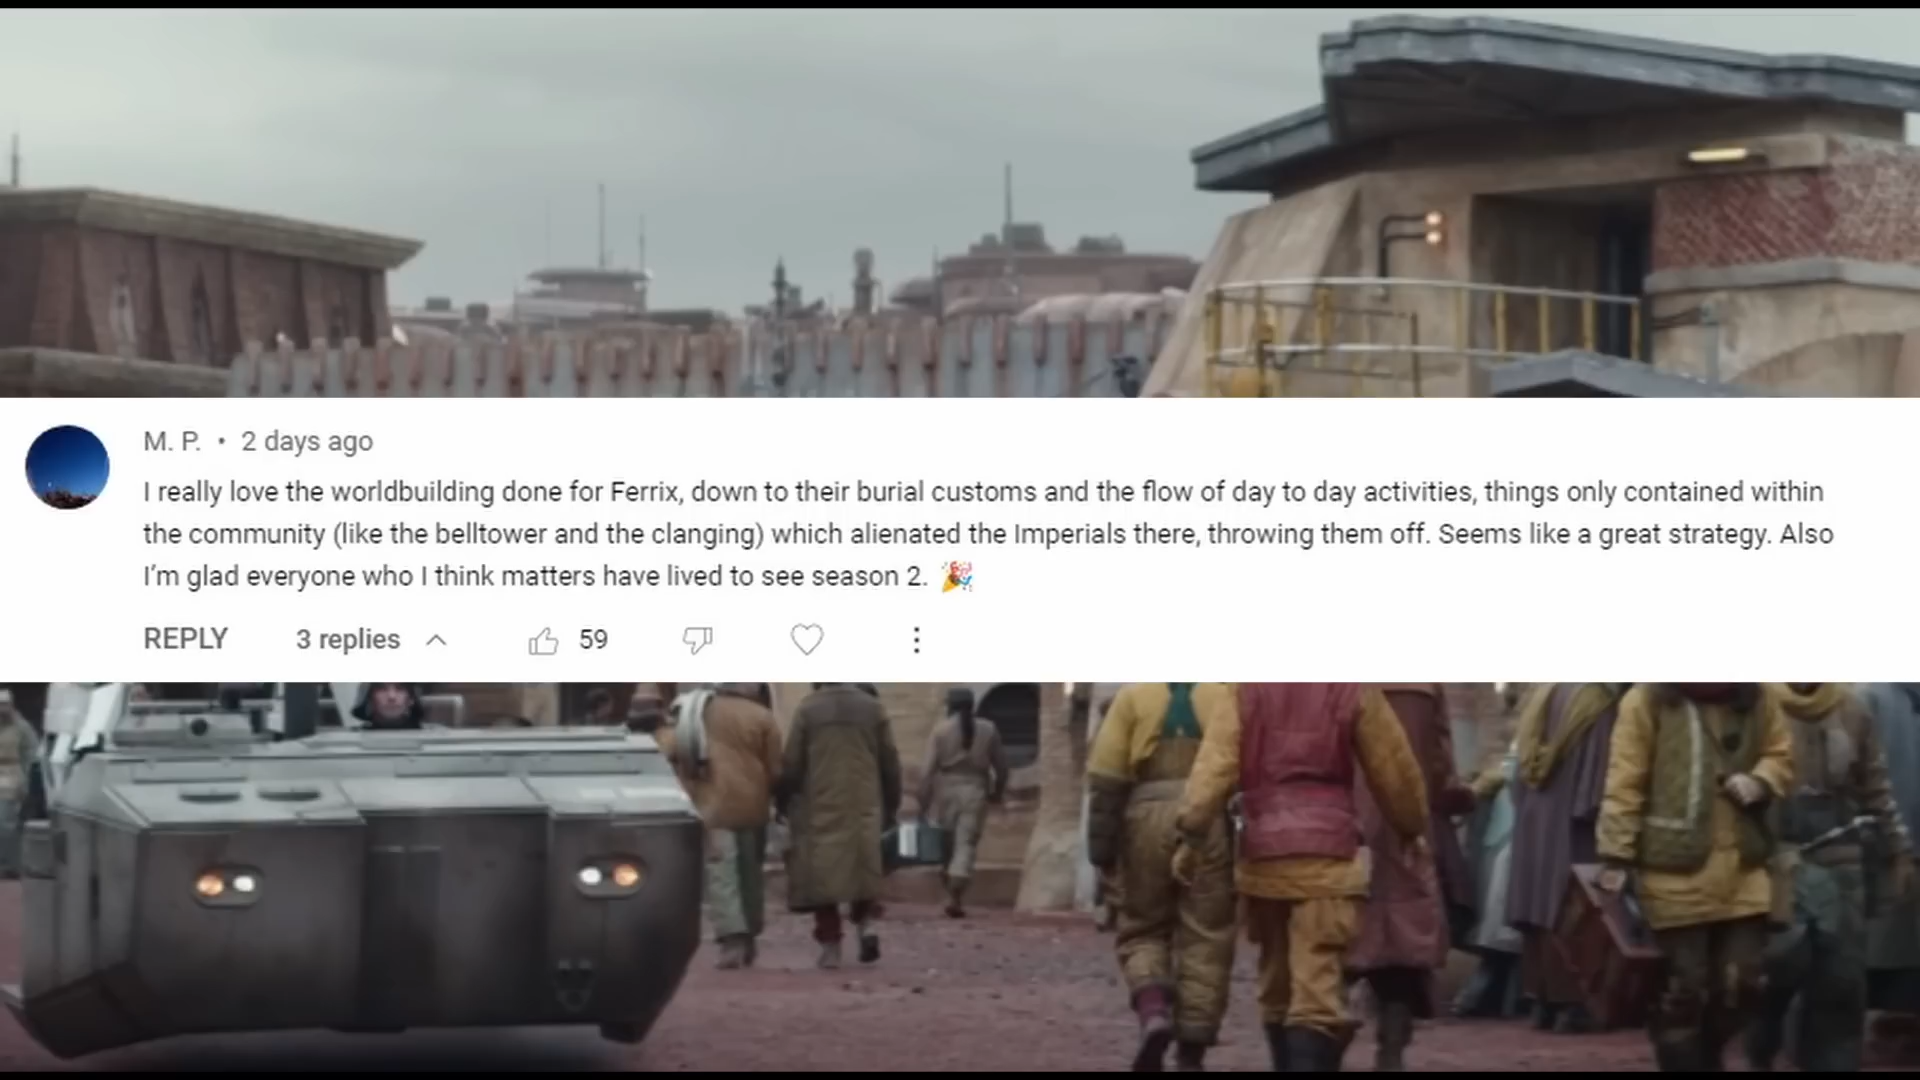 M. P. • 2 days ago
I really love the worldbuilding done for Ferrix, down to their burial customs and the flow of day to day activities, things only contained within
the community (like the belltower and the clanging) which alienated the Imperials there, throwing them off. Seems like a great strategy. Also
I’m glad everyone who I think matters have lived to see season 2. 🎉
REPLY 3 replies 59